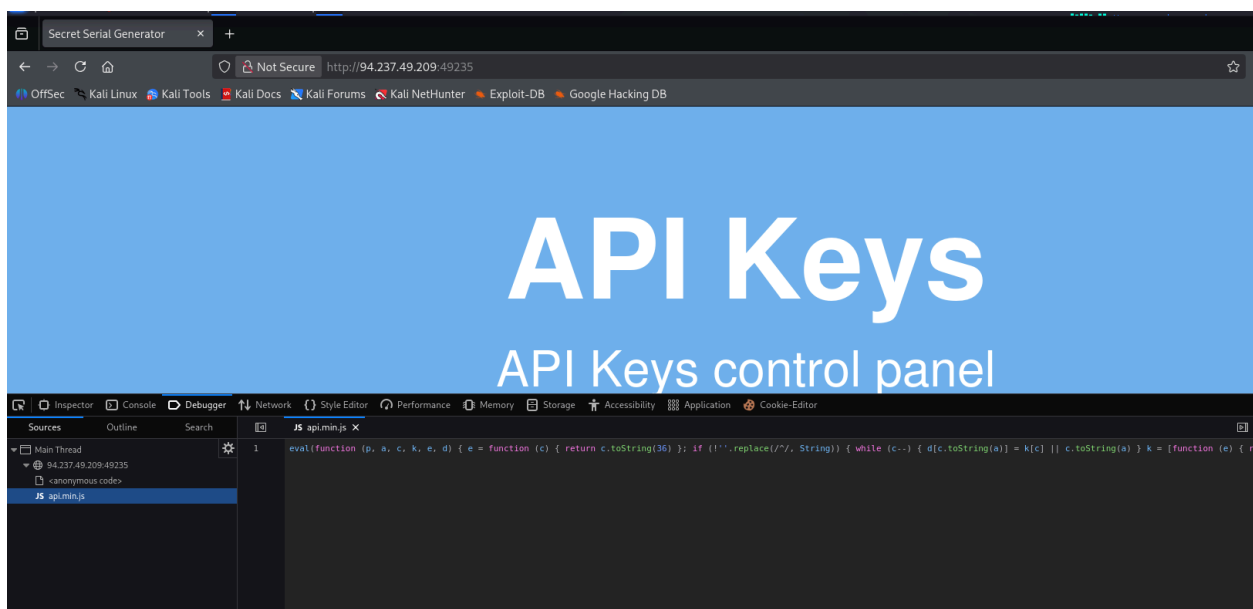 Secret Serial Generator
Not Secure http://94.237.49.209:49235
OffSec Kali Linux Kali Tools Kali Docs Kali Forums Kali NetHunter Exploit-DB Google Hacking DB
API Keys
API Keys control panel
Inspector Console Debugger Network Style Editor Performance Memory Storage Accessibility Application Cookie-Editor
Sources Outline Search JS api.min.js
Main Thread
94.237.49.209:49235
<anonymous code>
JS api.min.js
1 eval(function (p, a, c, k, e, d) { e = function (c) { return c.toString(36) }; if (!''.replace(/^/, String)) { while (c--) { d[c.toString(a)] = k[c] || c.toString(a) } k = [function (e) {